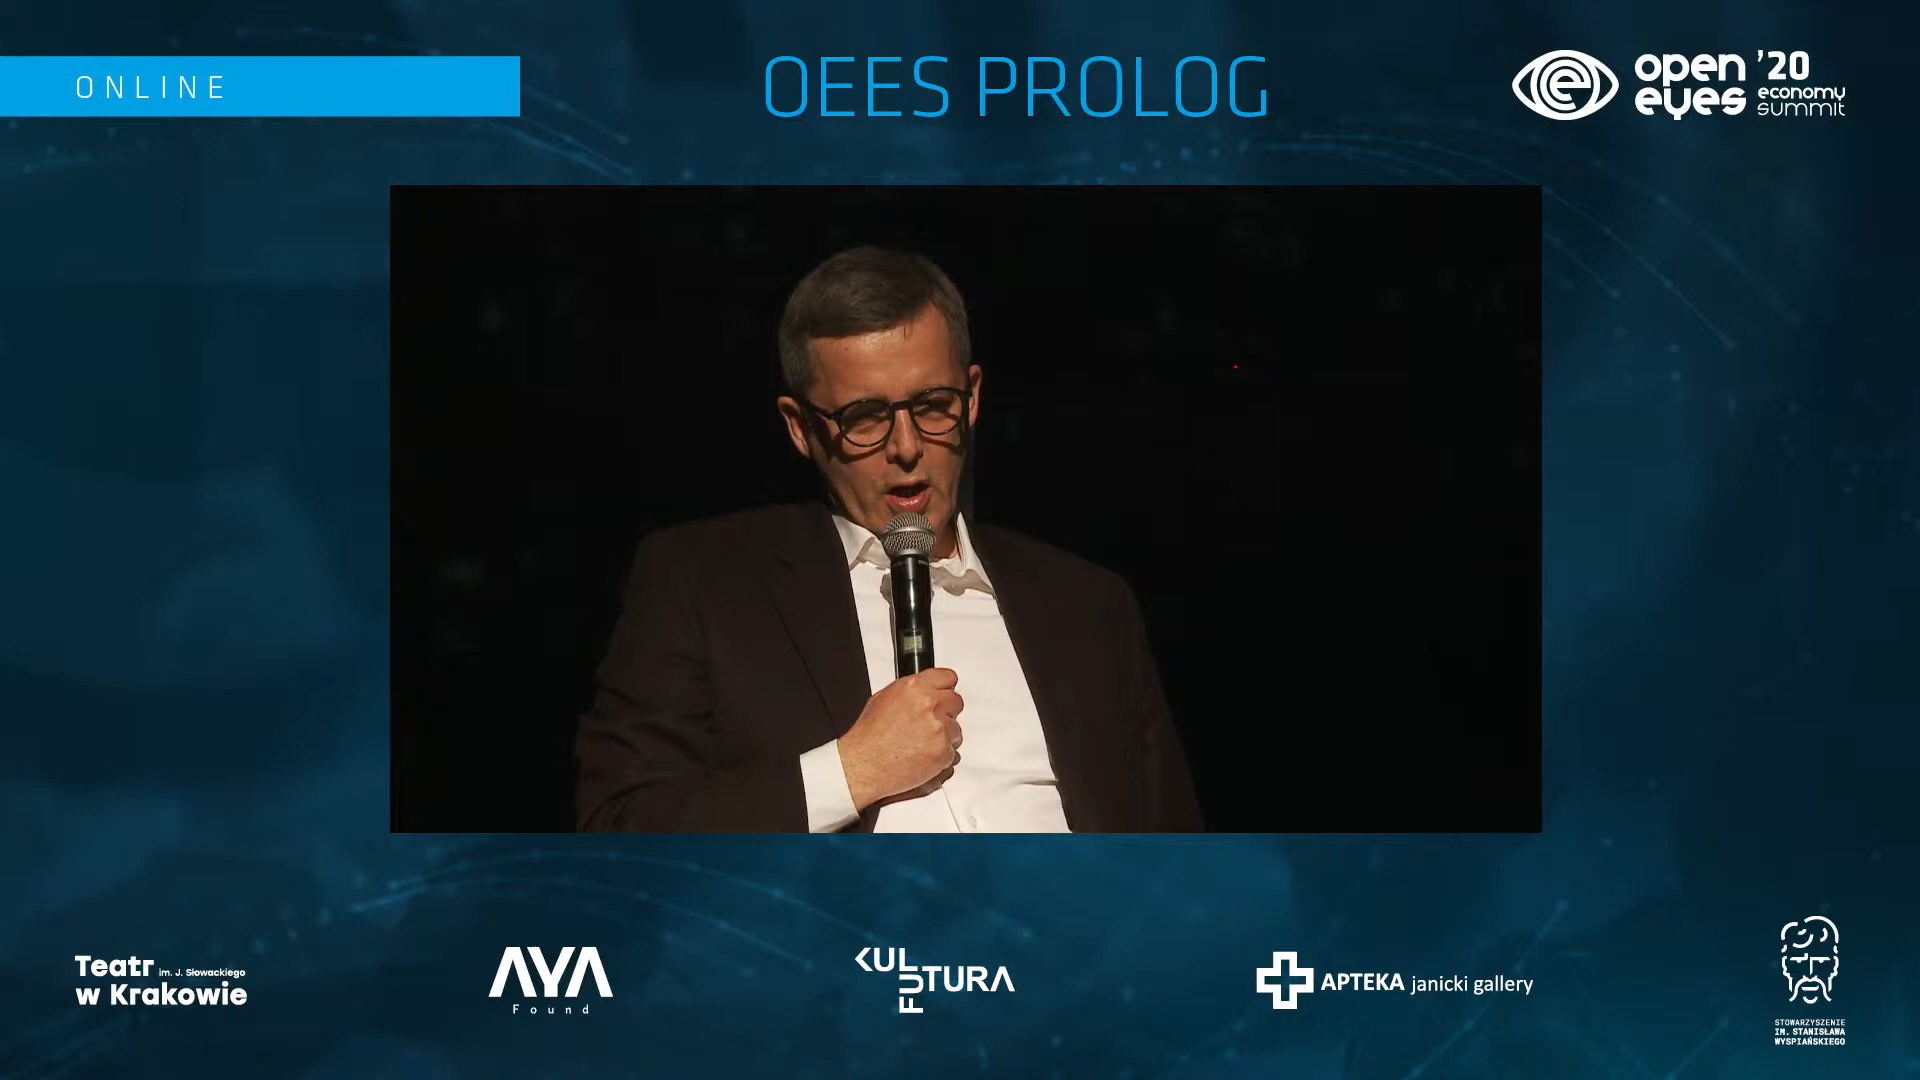 ONLINE
OEES PROLOG
open eyes '20 economy summit
Teatr im. J. Słowackiego
w Krakowie
AYA
Found
KULTURA
FUTURA
APTEKA janicki gallery
STOWARZYSZENIE
IM. STANISŁAWA
WYSPIAŃSKIEGO